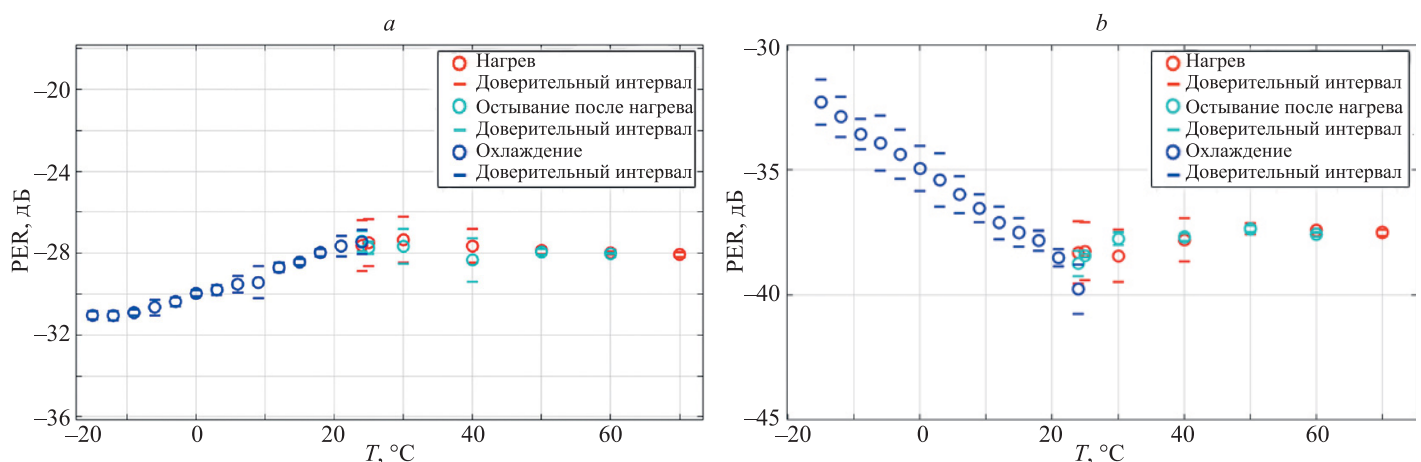 a
Нагрев
Доверительный интервал
Остывание после нагрева
Доверительный интервал
Охлаждение
Доверительный интервал
PER, дБ
–20
–24
–26
–28
–30
–32
–36
–20
0
20
40
60
T, °C
b
Нагрев
Доверительный интервал
Остывание после нагрева
Доверительный интервал
Охлаждение
Доверительный интервал
PER, дБ
–30
–35
–40
–45
–20
0
20
40
60
T, °C